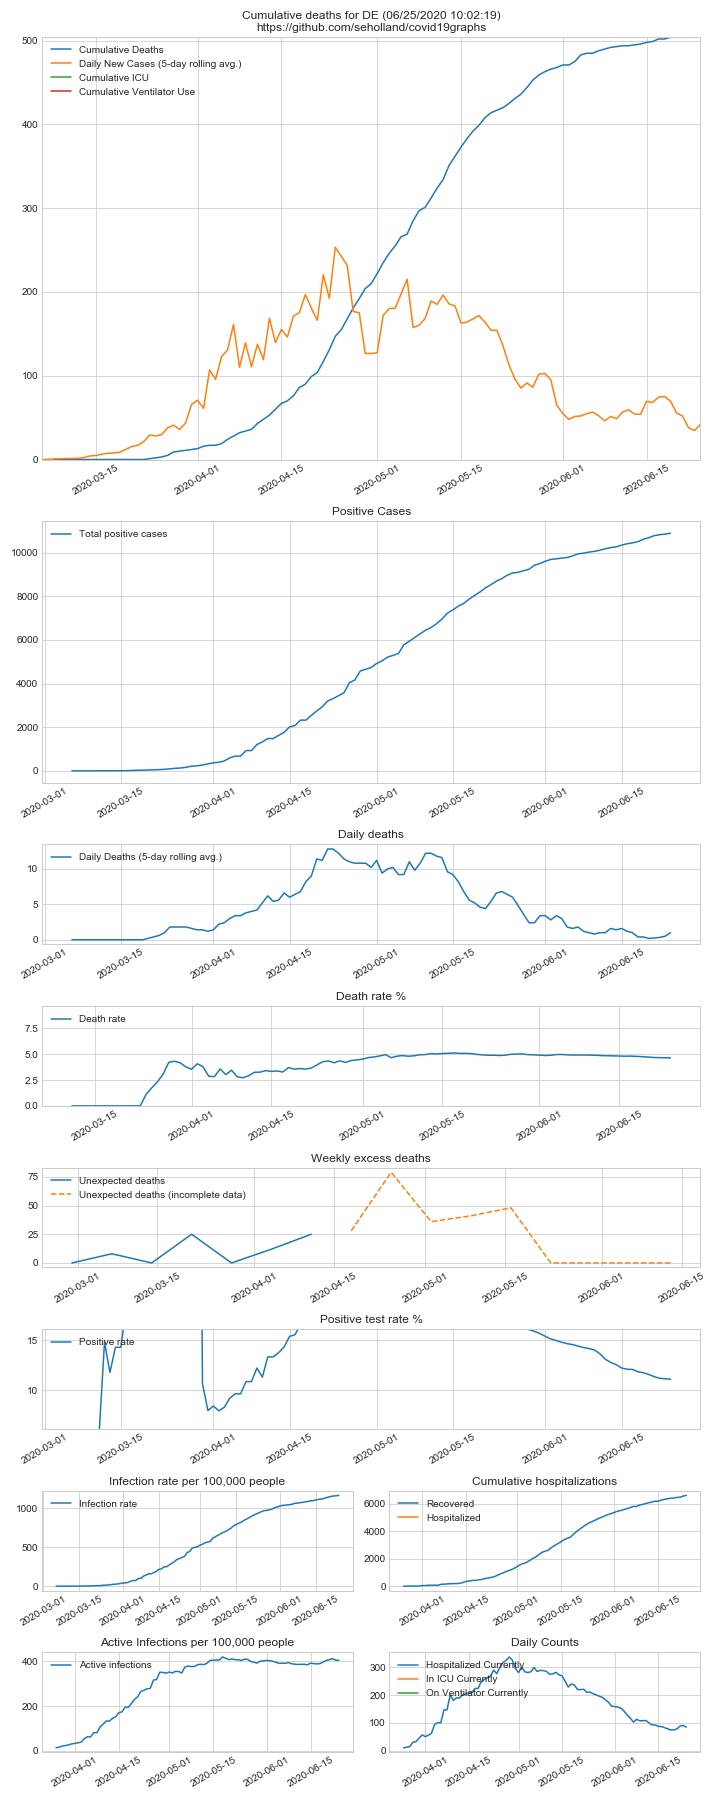 Cumulative deaths for DE (06/25/2020 10:02:19)
https://github.com/seholland/covid19graphs
Cumulative Deaths
Daily New Cases (5-day rolling avg.)
Cumulative ICU
Cumulative Ventilator Use
500
400
300
200
100
0
2020-03-15 2020-04-01 2020-04-15 2020-05-01 2020-05-15 2020-06-01 2020-06-15
Positive Cases
Total positive cases
10000
8000
6000
4000
2000
0
2020-03-01 2020-03-15 2020-04-01 2020-04-15 2020-05-01 2020-05-15 2020-06-01 2020-06-15
Daily deaths
Daily Deaths (5-day rolling avg.)
10
5
0
2020-03-01 2020-03-15 2020-04-01 2020-04-15 2020-05-01 2020-05-15 2020-06-01 2020-06-15
Death rate %
Death rate
7.5
5.0
2.5
0.0
2020-03-15 2020-04-01 2020-04-15 2020-05-01 2020-05-15 2020-06-01 2020-06-15
Weekly excess deaths
Unexpected deaths
Unexpected deaths (incomplete data)
75
50
25
0
2020-03-01 2020-03-15 2020-04-01 2020-04-15 2020-05-01 2020-05-15 2020-06-01 2020-06-15
Positive test rate %
Positive rate
15
10
2020-03-01 2020-03-15 2020-04-01 2020-04-15 2020-05-01 2020-05-15 2020-06-01 2020-06-15
Infection rate per 100,000 people
Infection rate
1000
500
0
2020-03-01 2020-03-15 2020-04-01 2020-04-15 2020-05-01 2020-05-15 2020-06-01 2020-06-15
Cumulative hospitalizations
Recovered
Hospitalized
6000
4000
2000
0
2020-04-01 2020-04-15 2020-05-01 2020-05-15 2020-06-01 2020-06-15
Active Infections per 100,000 people
Active infections
400
200
0
2020-04-01 2020-04-15 2020-05-01 2020-05-15 2020-06-01 2020-06-15
Daily Counts
Hospitalized Currently
In ICU Currently
On Ventilator Currently
300
200
100
0
2020-04-01 2020-04-15 2020-05-01 2020-05-15 2020-06-01 2020-06-15